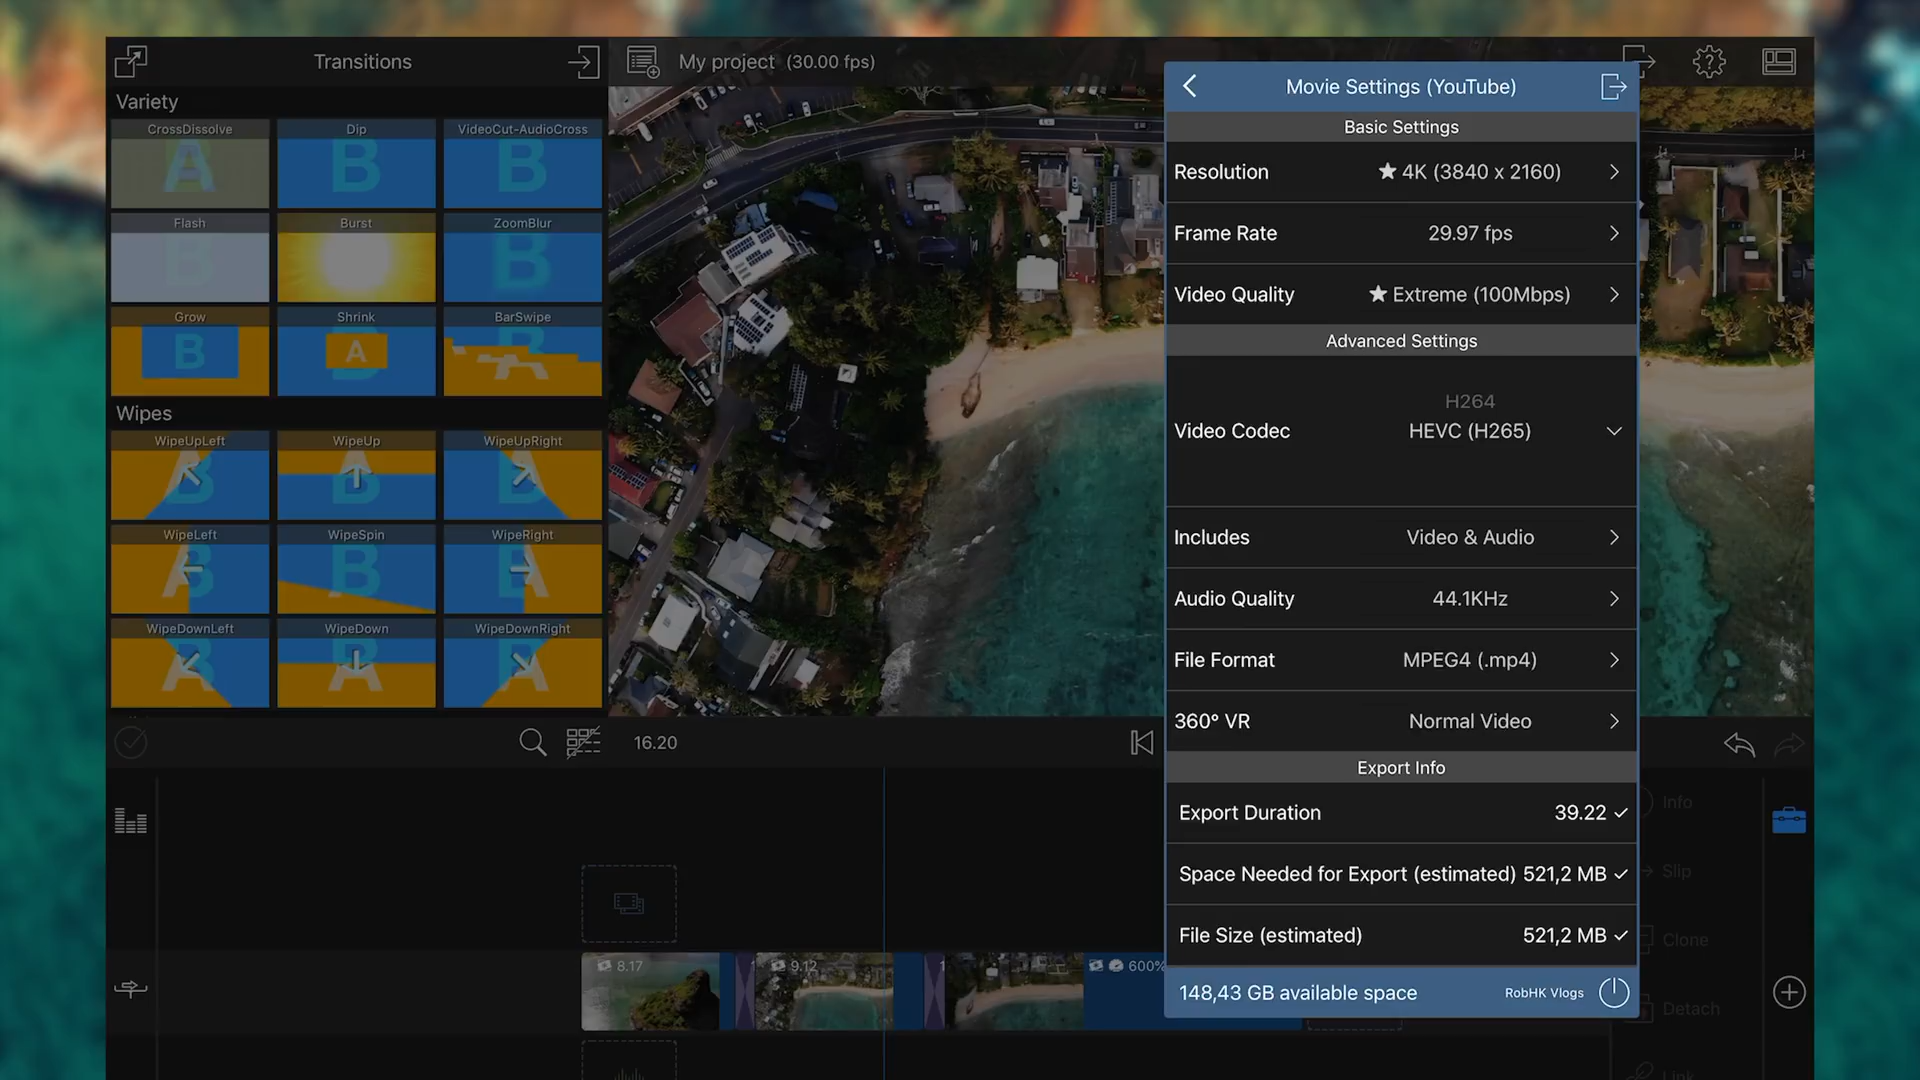 Transitions
My project (30.00 fps)
Variety
CrossDissolve
Dip
VideoCut-AudioCross
Flash
Burst
ZoomBlur
Grow
Shrink
BarSwipe
Wipes
WipeUpLeft
WipeUp
WipeUpRight
WipeLeft
WipeSpin
WipeRight
WipeDownLeft
WipeDown
WipeDownRight
16.20
8.17
9.12
1
600%
Movie Settings (YouTube)
Basic Settings
Resolution ★ 4K (3840 x 2160)
Frame Rate 29.97 fps
Video Quality ★ Extreme (100Mbps)
Advanced Settings
H264
Video Codec HEVC (H265)
Includes Video & Audio
Audio Quality 44.1KHz
File Format MPEG4 (.mp4)
360° VR Normal Video
Export Info
Export Duration 39.22
Space Needed for Export (estimated) 521,2 MB
File Size (estimated) 521,2 MB
148,43 GB available space RobHK Vlogs
Info
Slip
Clone
Detach
Link